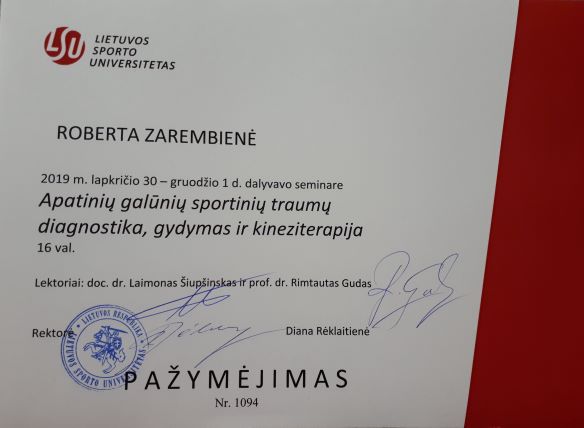 LSU
LIETUVOS
SPORTO
UNIVERSITETAS
ROBERTA ZAREMBIENĖ
2019 m. lapkričio 30 – gruodžio 1 d. dalyvavo seminare
Apatinių galūnių sportinių traumų
diagnostika, gydymas ir kineziterapija
16 val.
Lektoriai: doc. dr. Laimonas Šiupšinskas ir prof. dr. Rimtautas Gudas
Rektorė
Diana Rėklaitienė
LIETUVOS RESPUBLIKA
LIETUVOS SPORTO UNIVERSITETAS
PAŽYMĖJIMAS
Nr. 1094